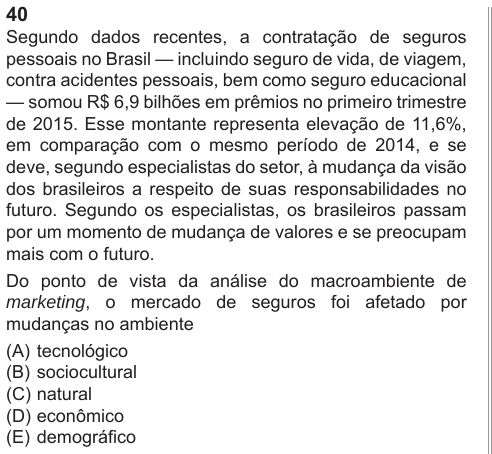 40
Segundo dados recentes, a contratação de seguros
pessoais no Brasil — incluindo seguro de vida, de viagem,
contra acidentes pessoais, bem como seguro educacional
— somou R$ 6,9 bilhões em prêmios no primeiro trimestre
de 2015. Esse montante representa elevação de 11,6%,
em comparação com o mesmo período de 2014, e se
deve, segundo especialistas do setor, à mudança da visão
dos brasileiros a respeito de suas responsabilidades no
futuro. Segundo os especialistas, os brasileiros passam
por um momento de mudança de valores e se preocupam
mais com o futuro.
Do ponto de vista da análise do macroambiente de
marketing, o mercado de seguros foi afetado por
mudanças no ambiente
(A) tecnológico
(B) sociocultural
(C) natural
(D) econômico
(E) demográfico